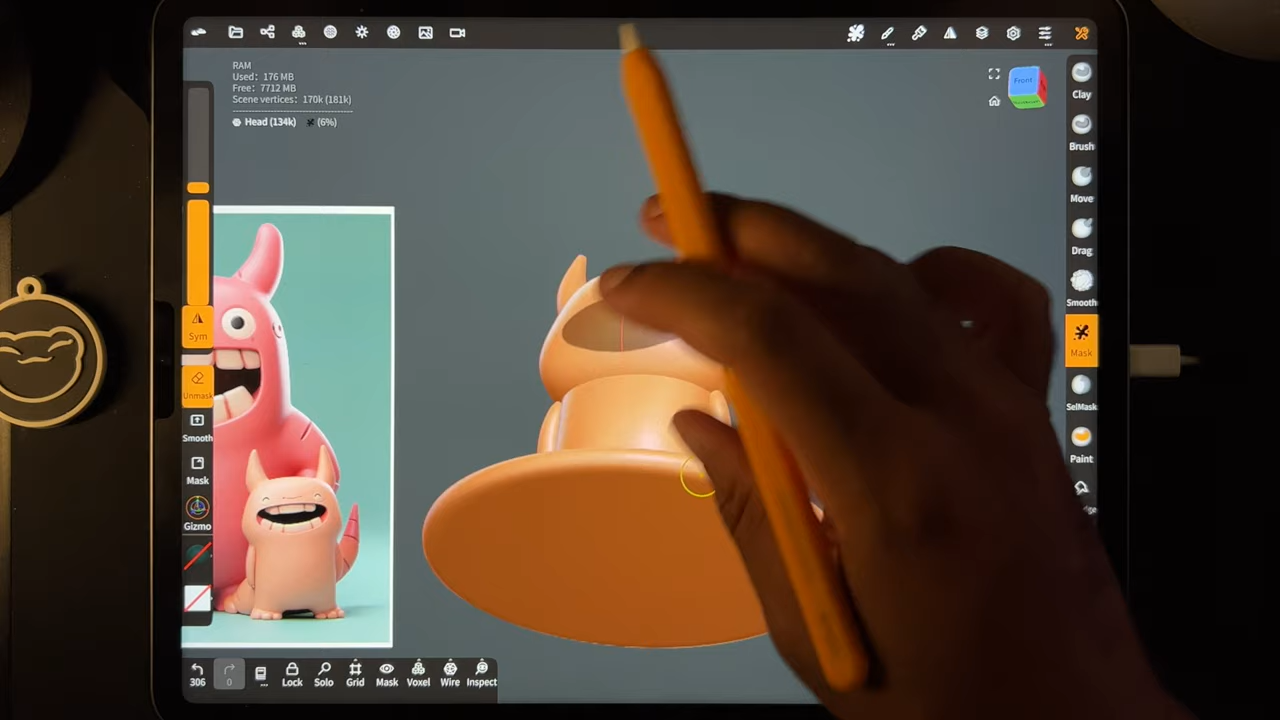 RAM
Used: 176 MB
Free: 7712 MB
Scene vertices: 170k (181k)
Head (134k) (6%)
Front
Clay
Brush
Move
Drag
Smooth
Mask
SelMask
Paint
Sym
Unmask
Smooth
Mask
Gizmo
306
0
Lock
Solo
Grid
Mask
Voxel
Wire
Inspect